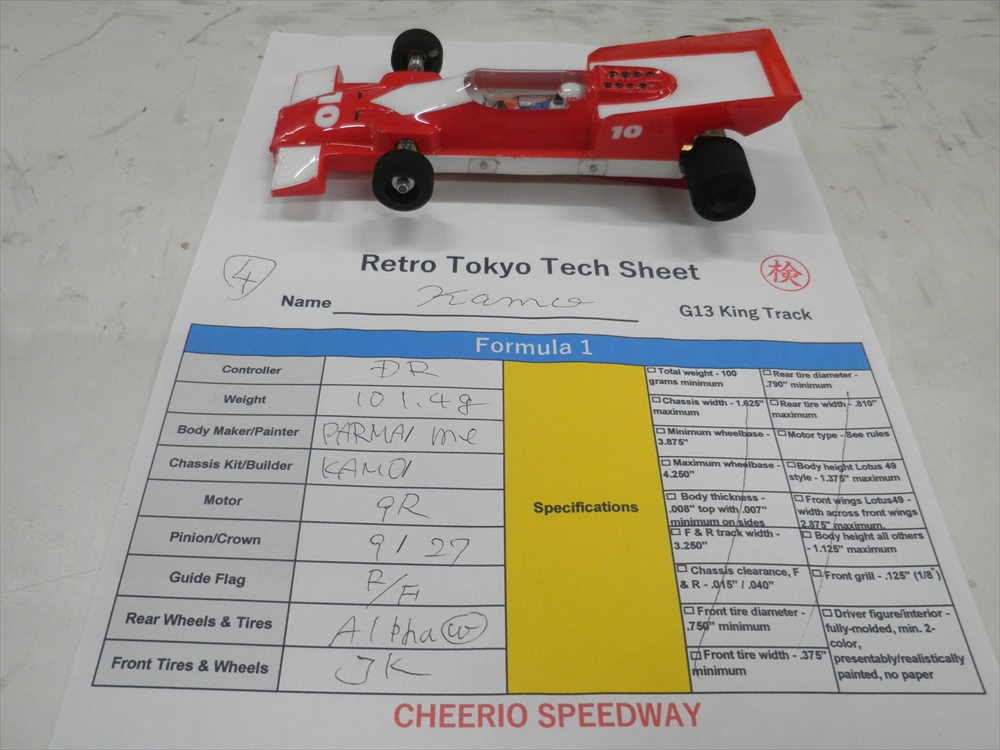 10
10
④
Retro Tokyo Tech Sheet
検
Name Kamo
G13 King Track
Formula 1
Controller DR
Weight 101.4g
Body Maker/Painter PARMA/ me
Chassis Kit/Builder KAMO/
Motor 9R
Pinion/Crown 9/27
Guide Flag
Rear Wheels & Tires Alpha Ⓦ
Front Tires & Wheels JK
Specifications
☐ Total weight - 100
grams minimum
☐ Rear tire diameter -
.790" minimum
☐ Chassis width - 1.625"
maximum
☐ Rear tire width - .810"
maximum
☐ Minimum wheelbase -
3.875"
☐ Motor type - See rules
☐ Maximum wheelbase -
4.250"
☐ Body height Lotus 49
style - 1.375" maximum
☐ Body thickness -
.008" top with .007"
minimum on sides
☐ Front wings Lotus49 -
width across front wings
2.875" maximum.
☐ F & R track width -
3.250"
☐ Body height all others
- 1.125" maximum
☐ Chassis clearance, F
& R - .015" / .040"
☐ Front grill - .125" (1/8")
☐ Front tire diameter -
.750" minimum
☐ Driver figure/interior -
fully-molded, min. 2-
color,
presentably/realistically
painted, no paper
☐ Front tire width - .375"
minimum
CHEERIO SPEEDWAY